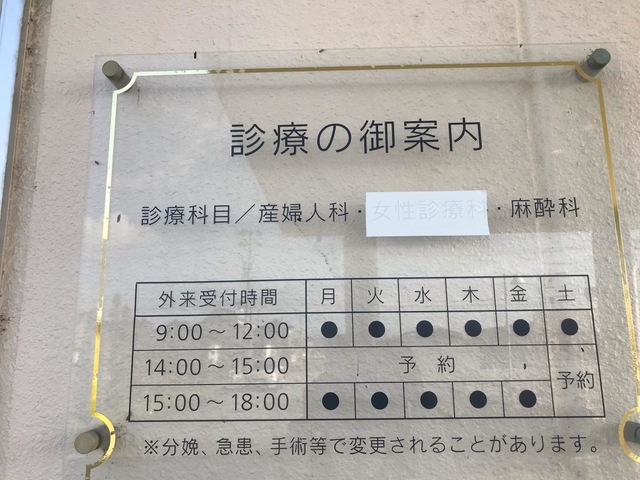 診療の御案内
診療科目／産婦人科・女性診療科・麻酔科
外来受付時間 月 火 水 木 金 土
9:00～12:00 ● ● ● ● ● ●
14:00～15:00 予約 予約
15:00～18:00 ● ● ● ● ●
※分娩、急患、手術等で変更されることがあります。